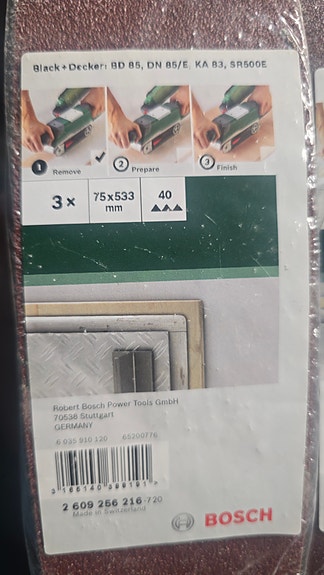 Black+Decker: BD 85, DN 85/E, KA 83, SR500E
1 Remove
2 Prepare
3 Finish
3 ×
75x533
mm
40
Robert Bosch Power Tools GmbH
70538 Stuttgart
GERMANY
2 609 256 216 -720
Made in Switzerland
BOSCH